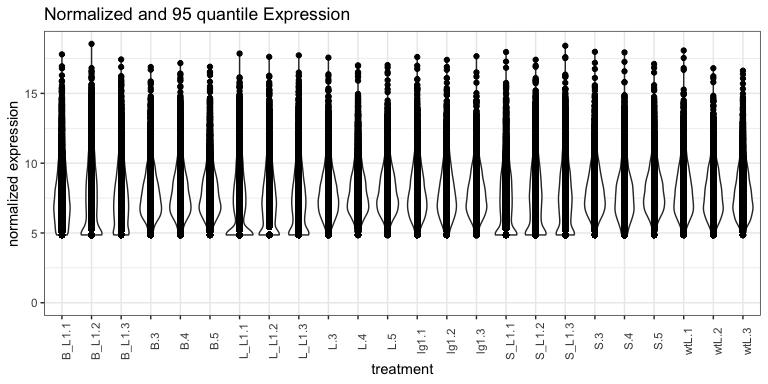 Normalized and 95 quantile Expression
normalized expression
15
10
5
0
B_L1.1
B_L1.2
B_L1.3
B.3
B.4
B.5
L_L1.1
L_L1.2
L_L1.3
L.3
L.4
L.5
lg1.1
lg1.2
lg1.3
S_L1.1
S_L1.2
S_L1.3
S.3
S.4
S.5
wtL.1
wtL.2
wtL.3
treatment